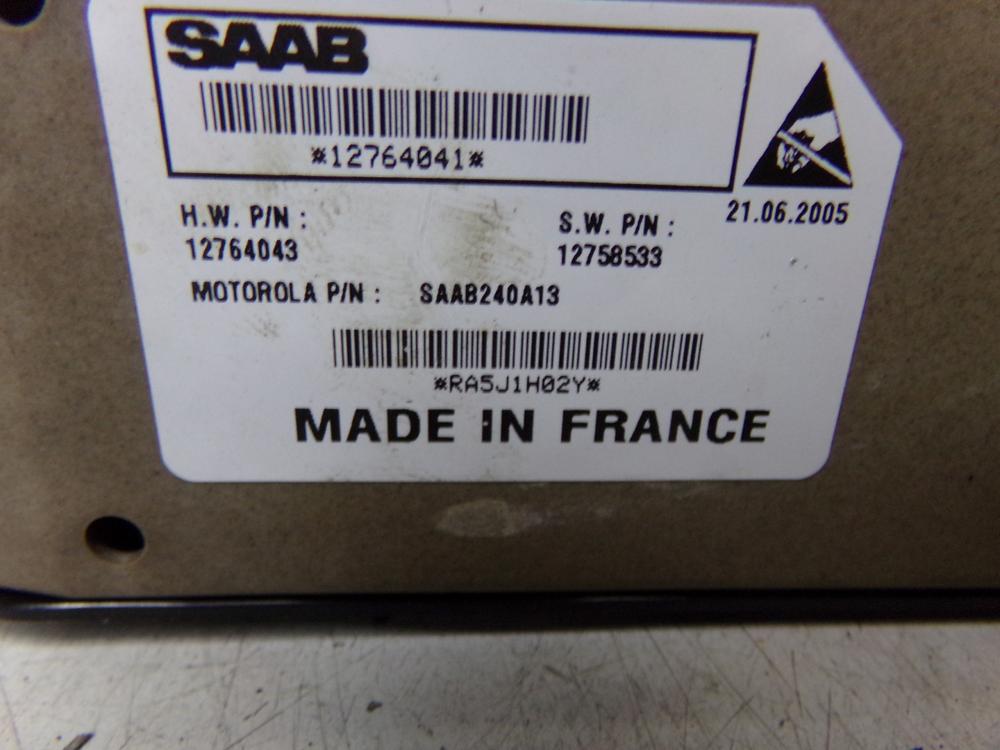 SAAB
*12764041*
21.06.2005
H.W. P/N :
12764043
S.W. P/N :
12758533
MOTOROLA P/N : SAAB240A13
*RA5J1H02Y*
MADE IN FRANCE